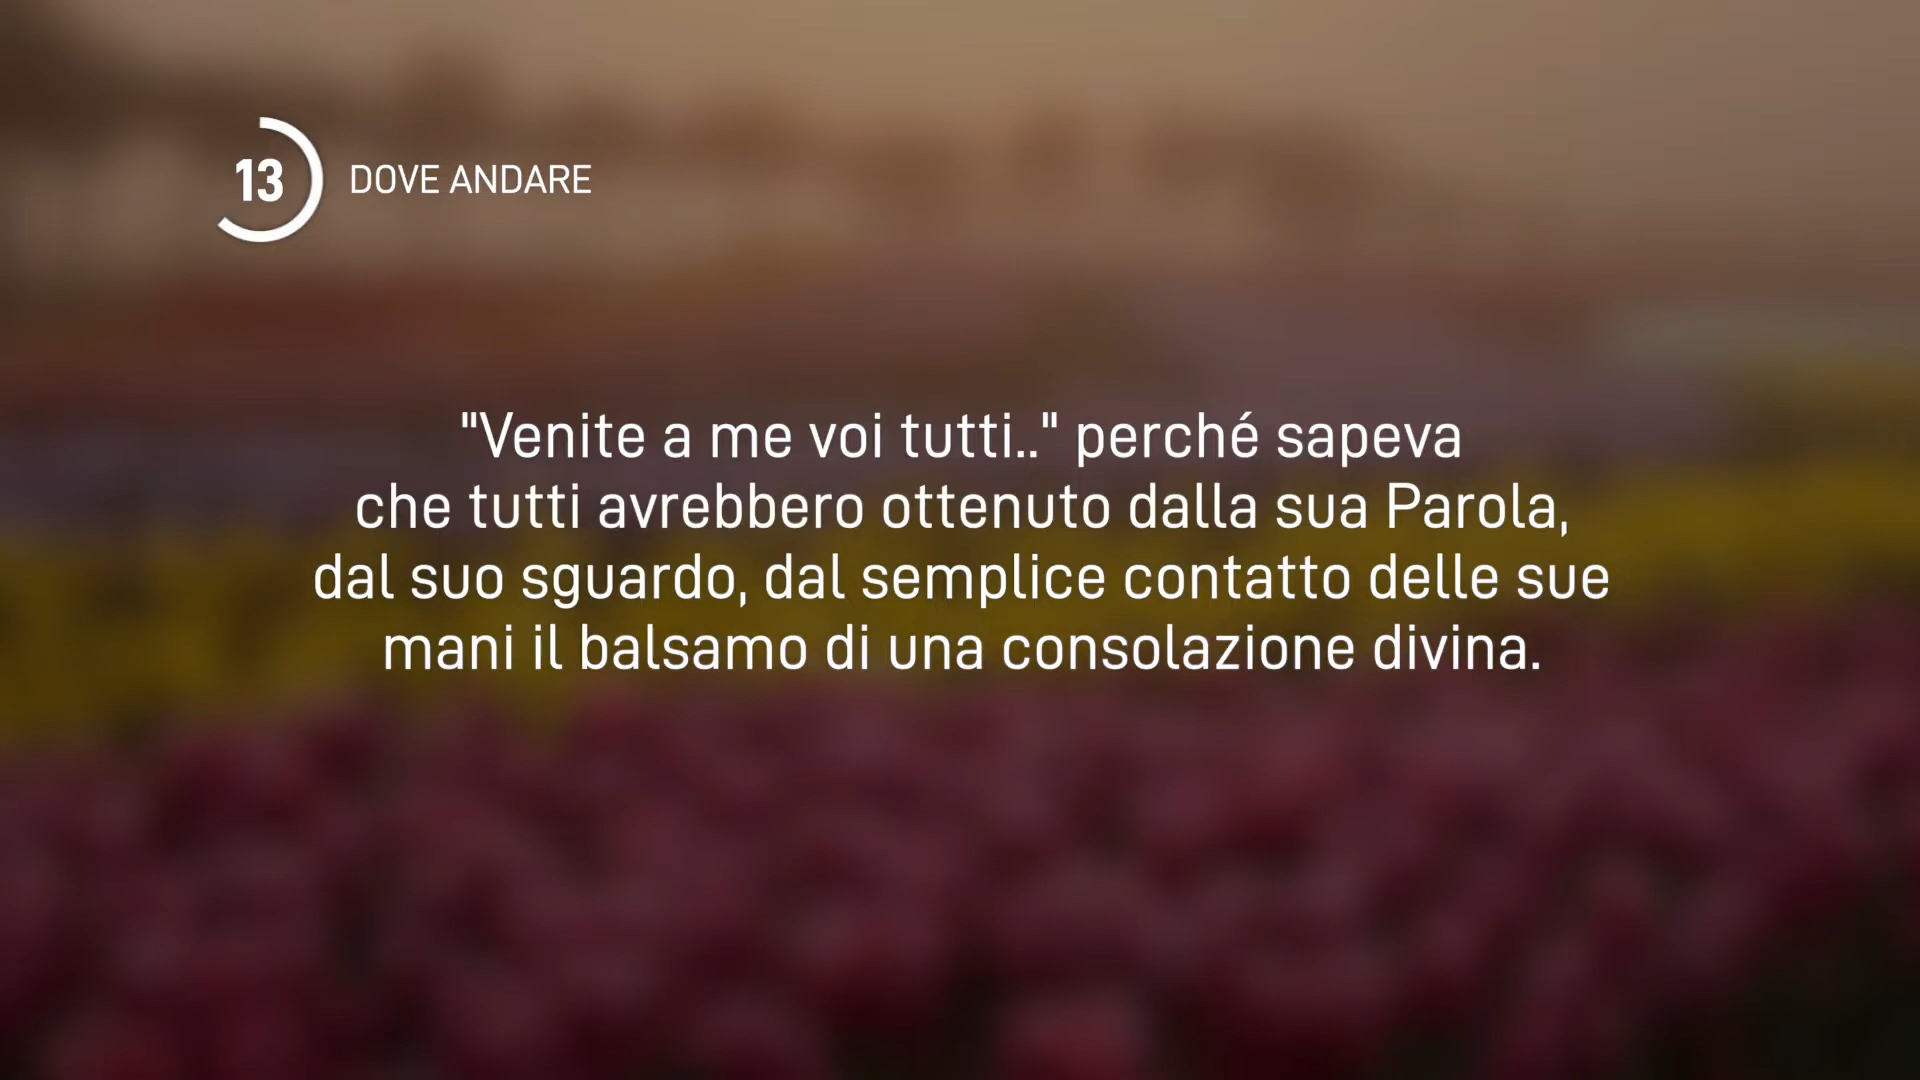 13 DOVE ANDARE
"Venite a me voi tutti.." perché sapeva
che tutti avrebbero ottenuto dalla sua Parola,
dal suo sguardo, dal semplice contatto delle sue
mani il balsamo di una consolazione divina.